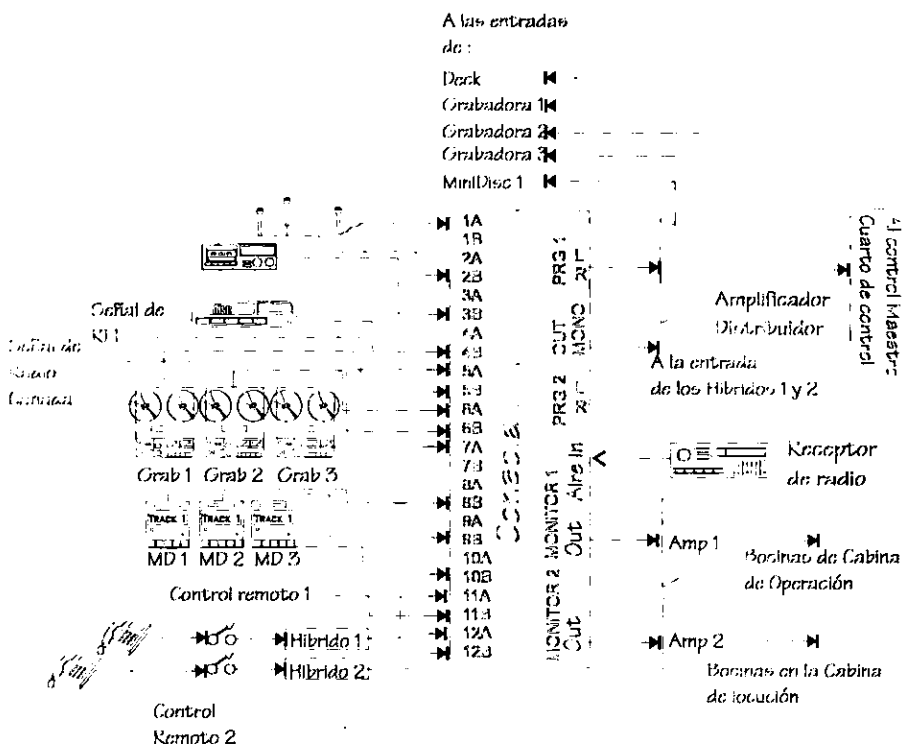 A las entradas
de :
Deck
Grabadora 1
Grabadora 2
Grabadora 3
MiniDisc 1
1A
1B
2A
2B
3A
3B
4A
4B
5A
5B
6A
6B
7A
7B
8A
8B
9A
9B
10A
10B
11A
11B
12A
12B
CONSOLA
PRG 1
OUT
MONO
PRG 2
Aire In
MONITOR 1
Out
MONITOR 2
Out
Señal de
Señal de
Grab 1 Grab 2 Grab 3
TRACK 1 TRACK 1 TRACK 1
MD 1 MD 2 MD 3
Control remoto 1
Híbrido 1
Híbrido 2
Control
Remoto 2
Amplificador
Distribuidor
Al control Maestro
Cuarto de control
A la entrada
de los Híbridos 1 y 2
Receptor
de radio
Amp 1
Bocinas de Cabina
de Operación
Amp 2
Bocinas en la Cabina
de locución